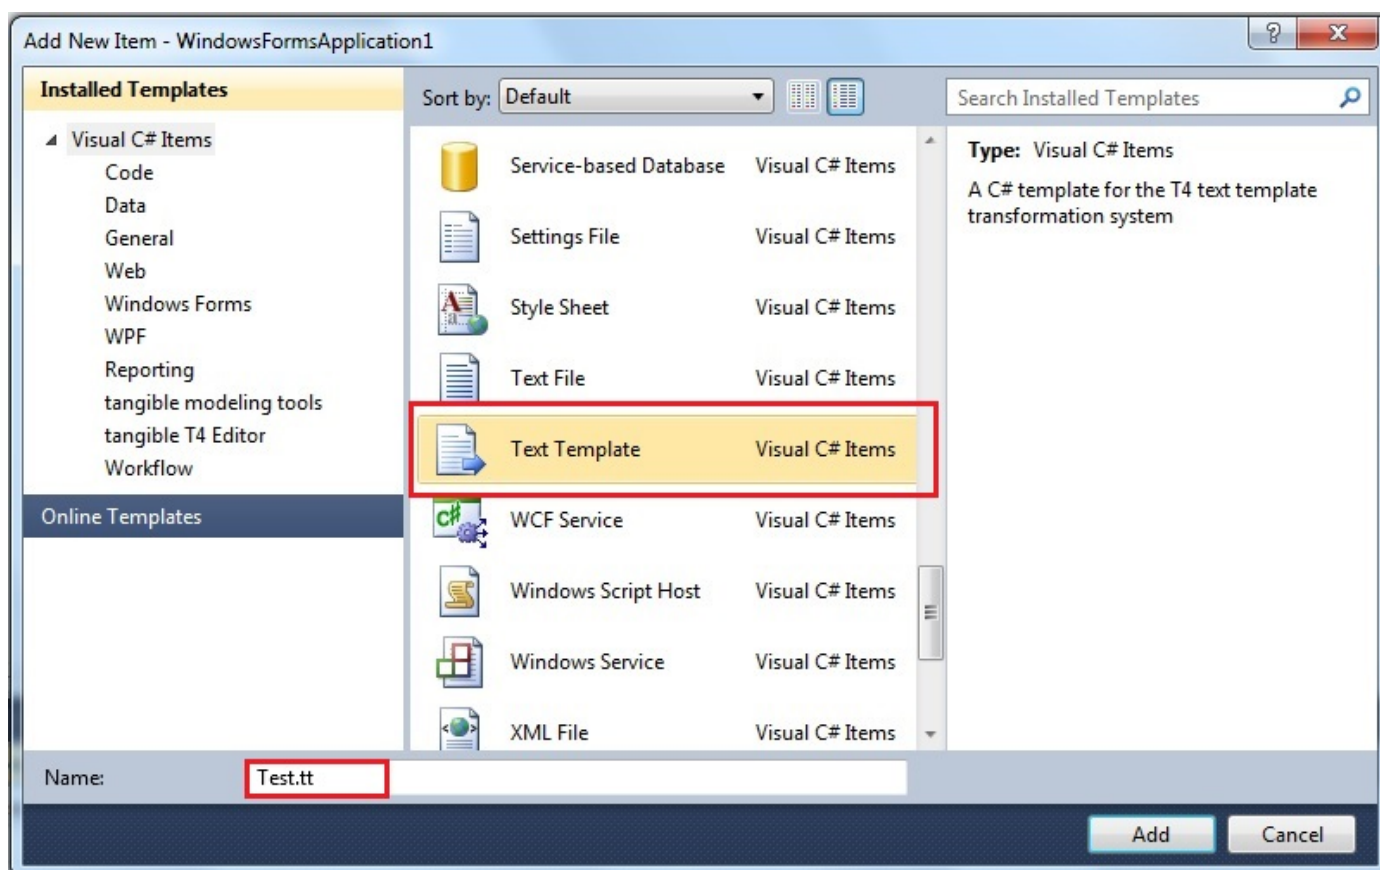 Add New Item - WindowsFormsApplication1
Installed Templates
Visual C# Items
Code
Data
General
Web
Windows Forms
WPF
Reporting
tangible modeling tools
tangible T4 Editor
Workflow
Online Templates
Sort by: Default
Service-based Database Visual C# Items
Settings File Visual C# Items
Style Sheet Visual C# Items
Text File Visual C# Items
Text Template Visual C# Items
WCF Service Visual C# Items
Windows Script Host Visual C# Items
Windows Service Visual C# Items
XML File Visual C# Items
Search Installed Templates
Type: Visual C# Items
A C# template for the T4 text template
transformation system
Name: Test.tt
Add Cancel